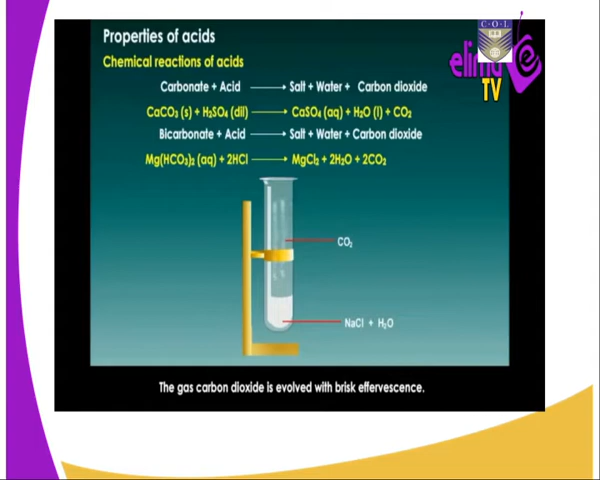 Properties of acids
C-O-L
elimu
TV
Chemical reactions of acids
Carbonate + Acid ⟶ Salt + Water + Carbon dioxide
CaCO₃ (s) + H₂SO₄ (dil) ⟶ CaSO₄ (aq) + H₂O (l) + CO₂
Bicarbonate + Acid ⟶ Salt + Water + Carbon dioxide
Mg(HCO₃)₂ (aq) + 2HCl ⟶ MgCl₂ + 2H₂O + 2CO₂
CO₂
NaCl + H₂O
The gas carbon dioxide is evolved with brisk effervescence.